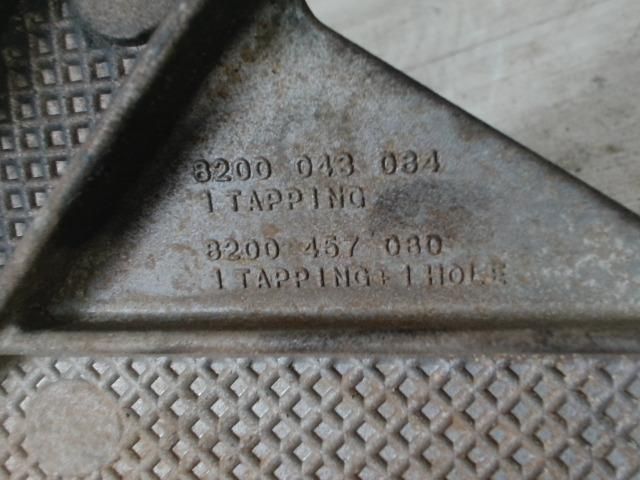 8200 043 084
1 TAPPING
8200 457 080
1 TAPPING + 1 HOLE